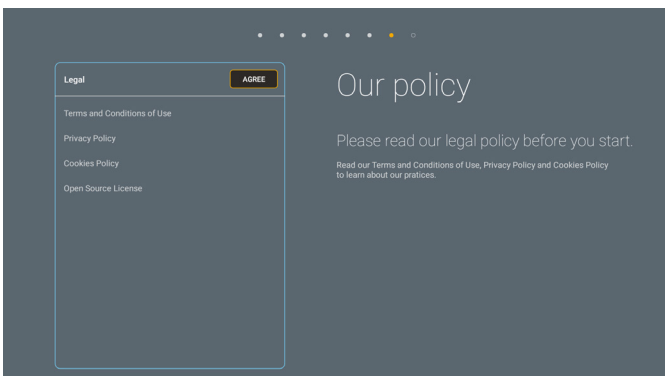 Legal
AGREE
Terms and Conditions of Use
Privacy Policy
Cookies Policy
Open Source License
Our policy
Please read our legal policy before you start.
Read our Terms and Conditions of Use, Privacy Policy and Cookies Policy
to learn about our pratices.